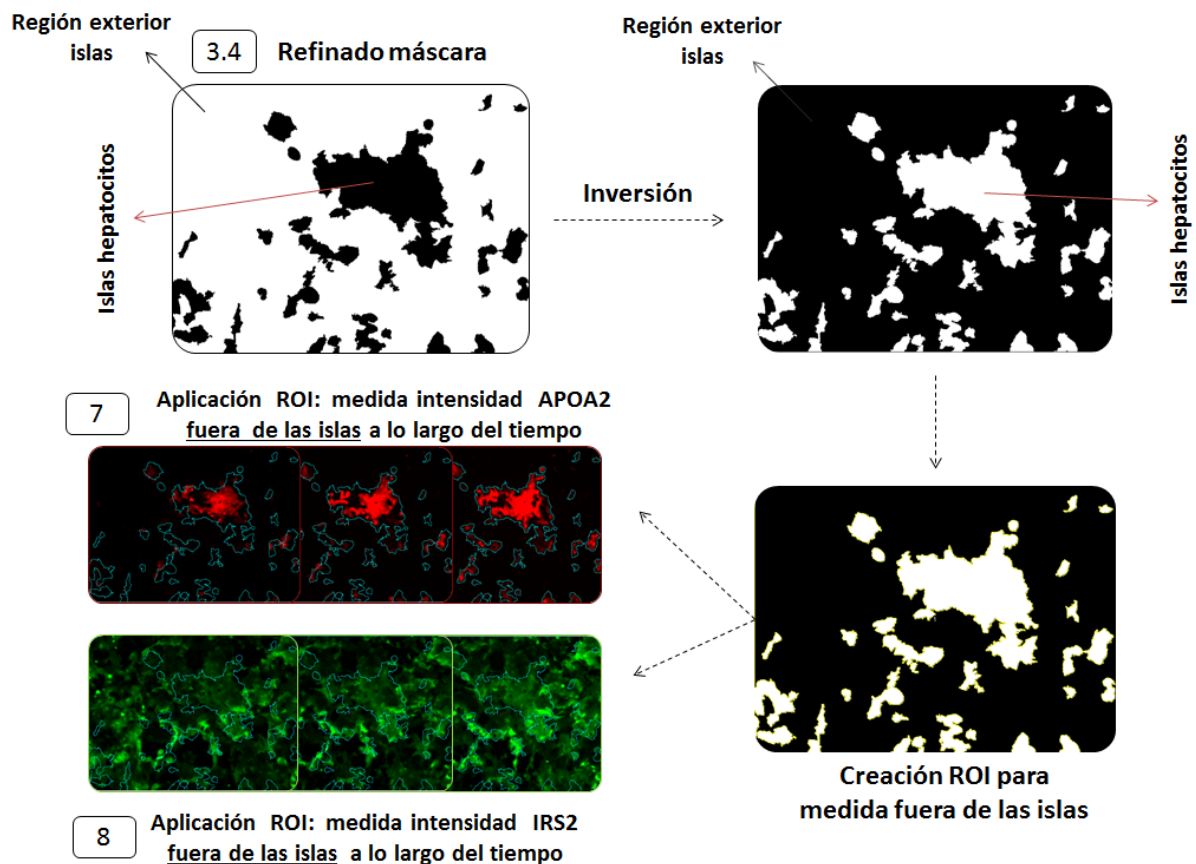 Región exterior
islas
3.4 Refinado máscara
Islas hepatocitos
Inversión
Región exterior
islas
Islas hepatocitos
7
Aplicación ROI: medida intensidad APOA2
fuera de las islas a lo largo del tiempo
Creación ROI para
medida fuera de las islas
8
Aplicación ROI: medida intensidad IRS2
fuera de las islas a lo largo del tiempo